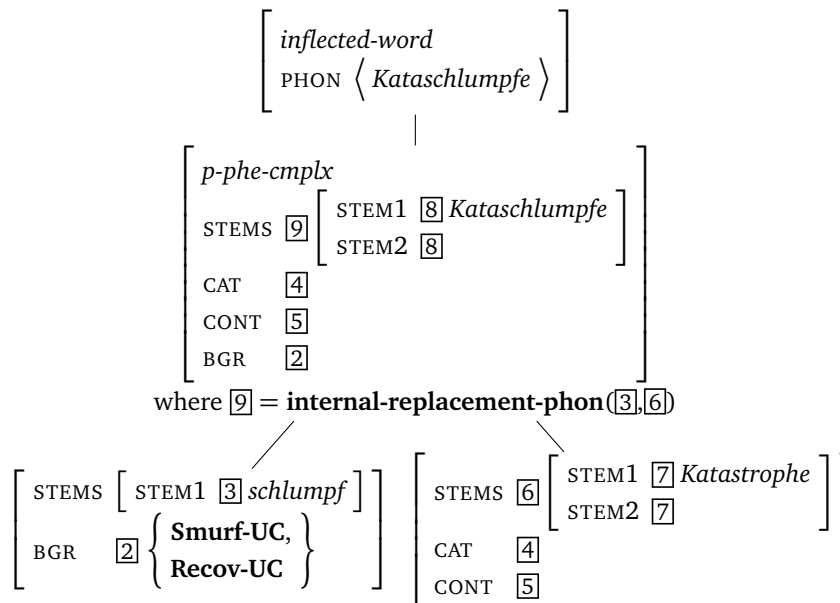 inflected-word
PHON ⟨ Kataschlumpfe ⟩
p-phe-cmplx
STEMS 9 STEM1 8 Kataschlumpfe
STEM2 8
CAT 4
CONT 5
BGR 2
where 9 = internal-replacement-phon(3,6)
STEMS [ STEM1 3 schlumpf ]
BGR 2 { Smurf-UC,
Recov-UC }
STEMS 6 STEM1 7 Katastrophe
STEM2 7
CAT 4
CONT 5